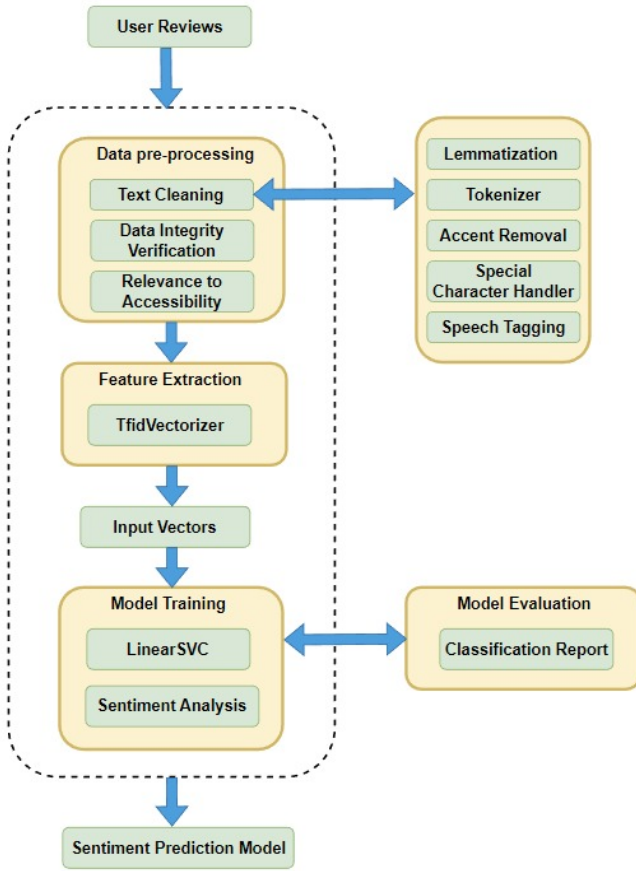 User Reviews
Data pre-processing
Text Cleaning
Data Integrity
Verification
Relevance to
Accessibility
Lemmatization
Tokenizer
Accent Removal
Special
Character Handler
Speech Tagging
Feature Extraction
TfidVectorizer
Input Vectors
Model Training
LinearSVC
Sentiment Analysis
Model Evaluation
Classification Report
Sentiment Prediction Model